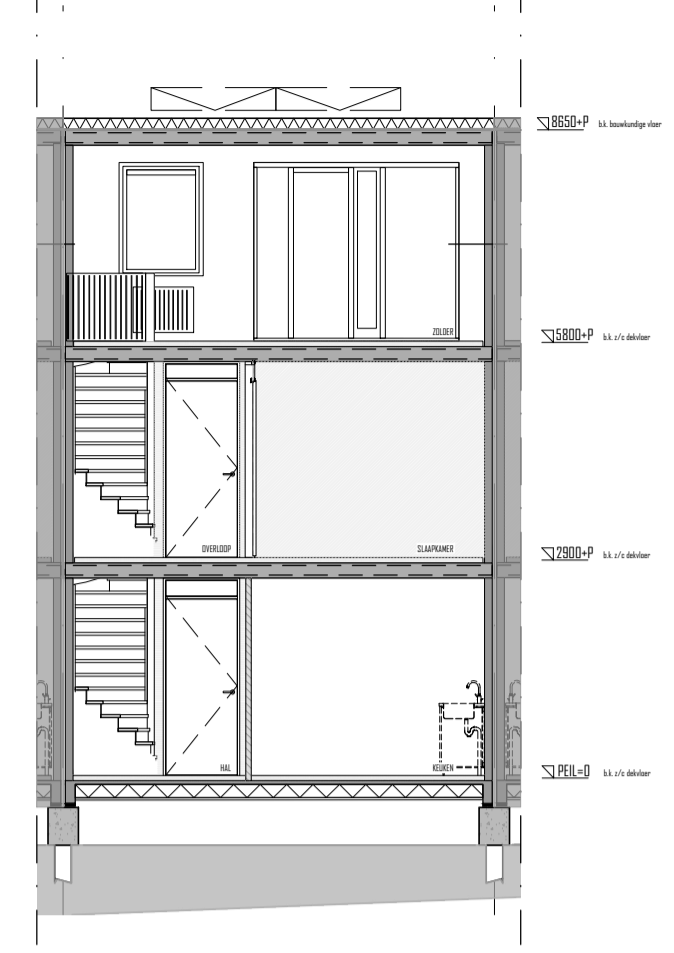 8650+P b.k. bouwkundige vloer
ZOLDER
5800+P b.k. z/c dekvloer
OVERLOOP SLAAPKAMER
2900+P b.k. z/c dekvloer
HAL KEUKEN
PEIL=0 b.k. z/c dekvloer